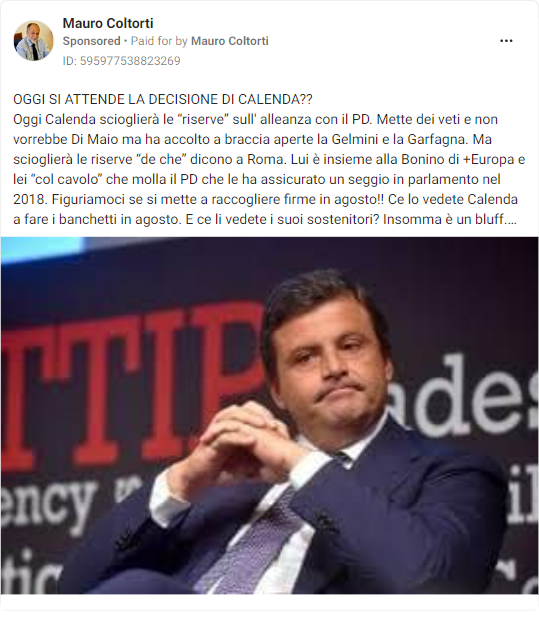 Mauro Coltorti
Sponsored • Paid for by Mauro Coltorti
ID: 595977538823269
OGGI SI ATTENDE LA DECISIONE DI CALENDA??
Oggi Calenda scioglierà le “riserve” sull' alleanza con il PD. Mette dei veti e non
vorrebbe Di Maio ma ha accolto a braccia aperte la Gelmini e la Garfagna. Ma
scioglierà le riserve “de che” dicono a Roma. Lui è insieme alla Bonino di +Europa e
lei “col cavolo” che molla il PD che le ha assicurato un seggio in parlamento nel
2018. Figuriamoci se si mette a raccogliere firme in agosto!! Ce lo vedete Calenda
a fare i banchetti in agosto. E ce li vedete i suoi sostenitori? Insomma è un bluff....
TTIP
ades
ency
il
tic